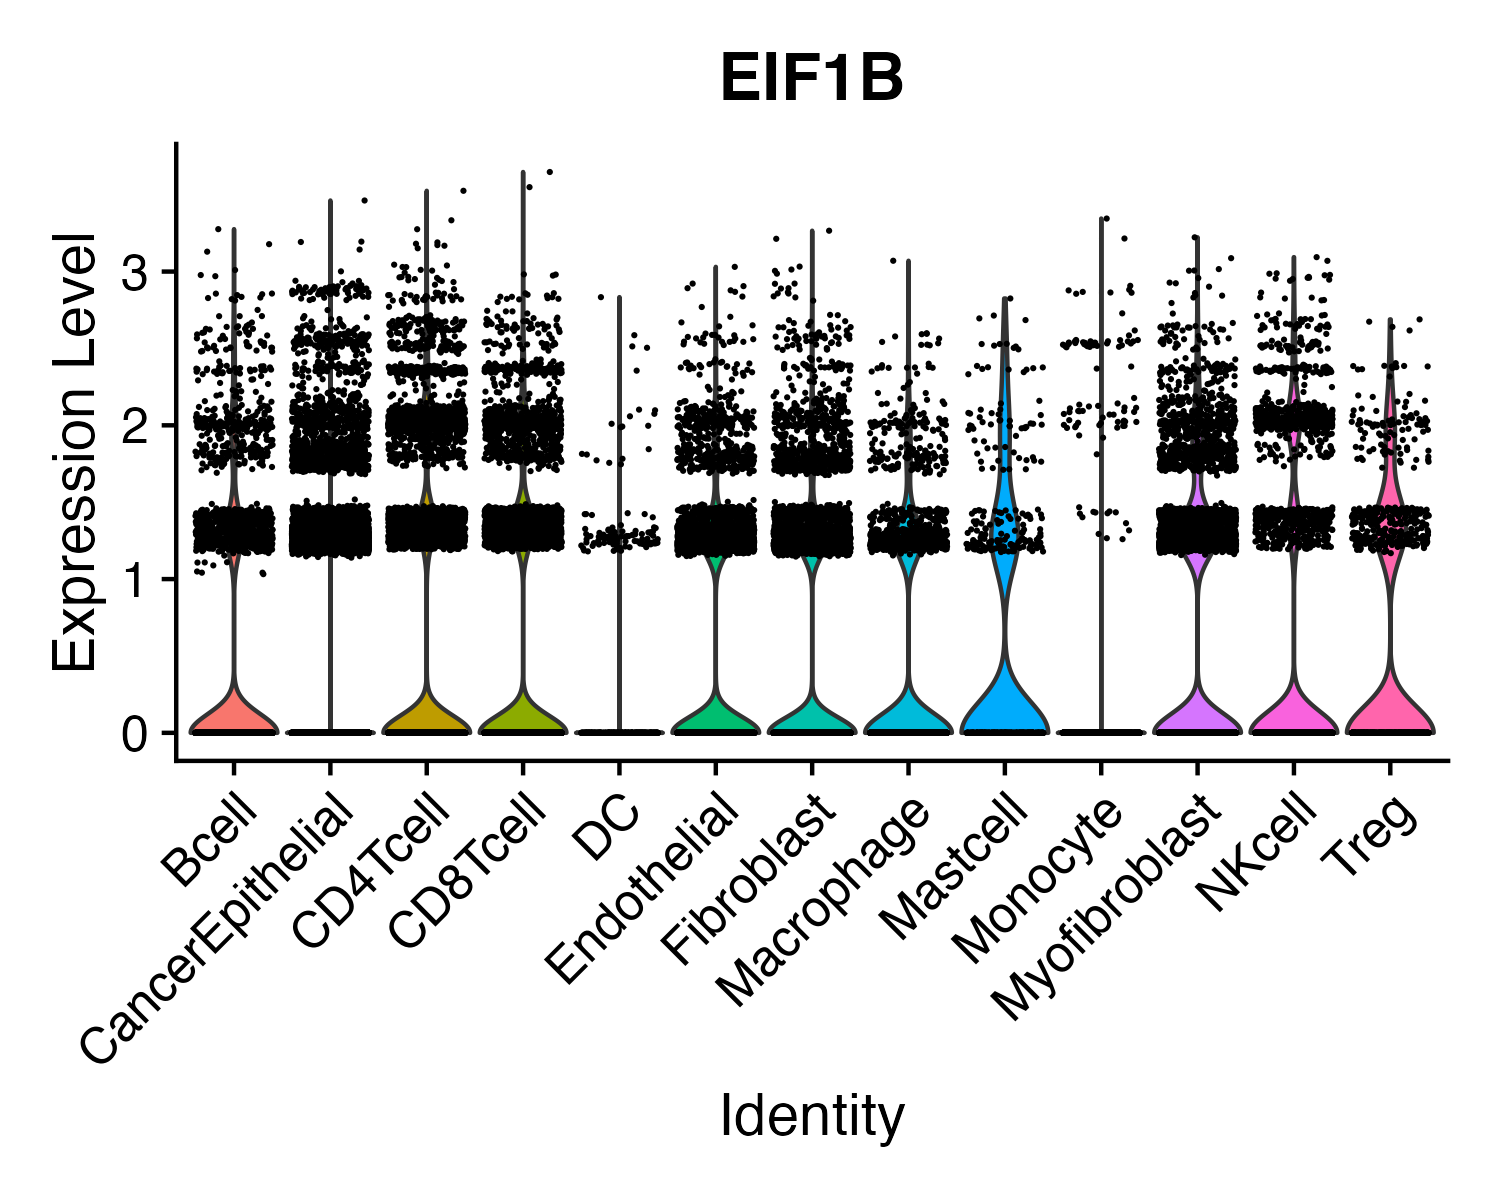 EIF1B
Expression Level
3
2
1
0
Bcell
CancerEpithelial
CD4Tcell
CD8Tcell
DC
Endothelial
Fibroblast
Macrophage
Mastcell
Monocyte
Myofibroblast
NKcell
Treg
Identity